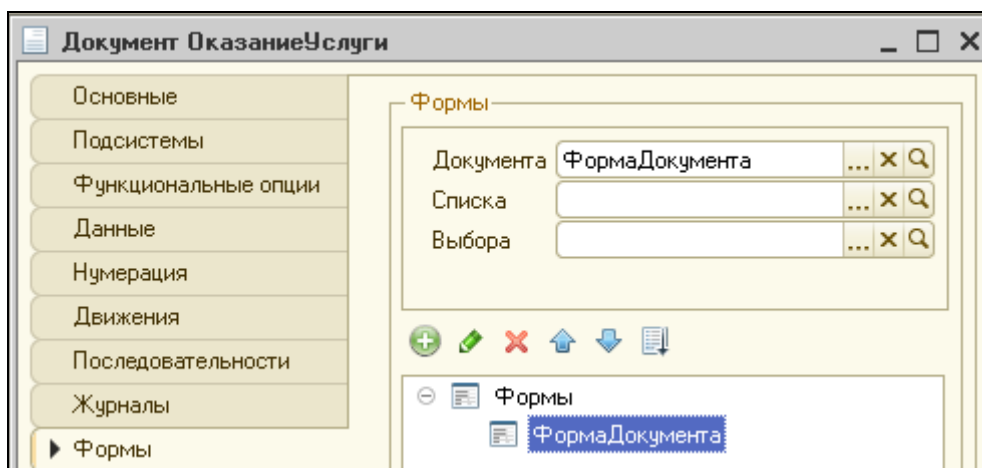 Документ ОказаниеУслуги
Основные
Подсистемы
Функциональные опции
Данные
Нумерация
Движения
Последовательности
Журналы
Формы
Формы
Документа ФормаДокумента ...
Списка ...
Выбора ...
Формы
ФормаДокумента